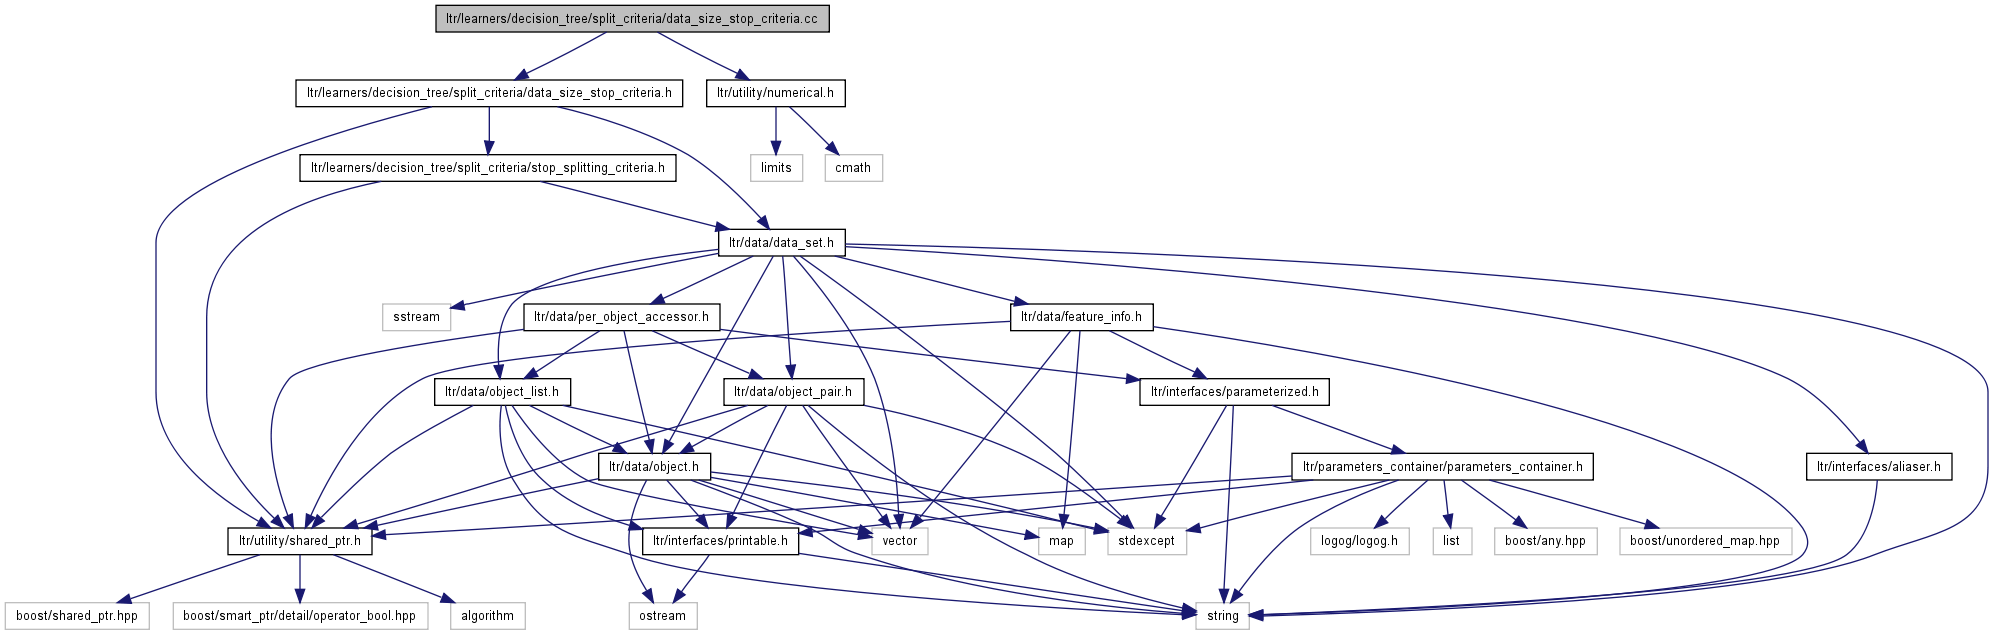 ltr/learners/decision_tree/split_criteria/data_size_stop_criteria.cc
ltr/learners/decision_tree/split_criteria/data_size_stop_criteria.h
ltr/utility/numerical.h
ltr/learners/decision_tree/split_criteria/stop_splitting_criteria.h
limits
cmath
ltr/data/data_set.h
sstream
ltr/data/per_object_accessor.h
ltr/data/feature_info.h
ltr/data/object_list.h
ltr/data/object_pair.h
ltr/interfaces/parameterized.h
ltr/data/object.h
ltr/parameters_container/parameters_container.h
ltr/interfaces/aliaser.h
ltr/utility/shared_ptr.h
ltr/interfaces/printable.h
vector
map
stdexcept
logog/logog.h
list
boost/any.hpp
boost/unordered_map.hpp
boost/shared_ptr.hpp
boost/smart_ptr/detail/operator_bool.hpp
algorithm
ostream
string